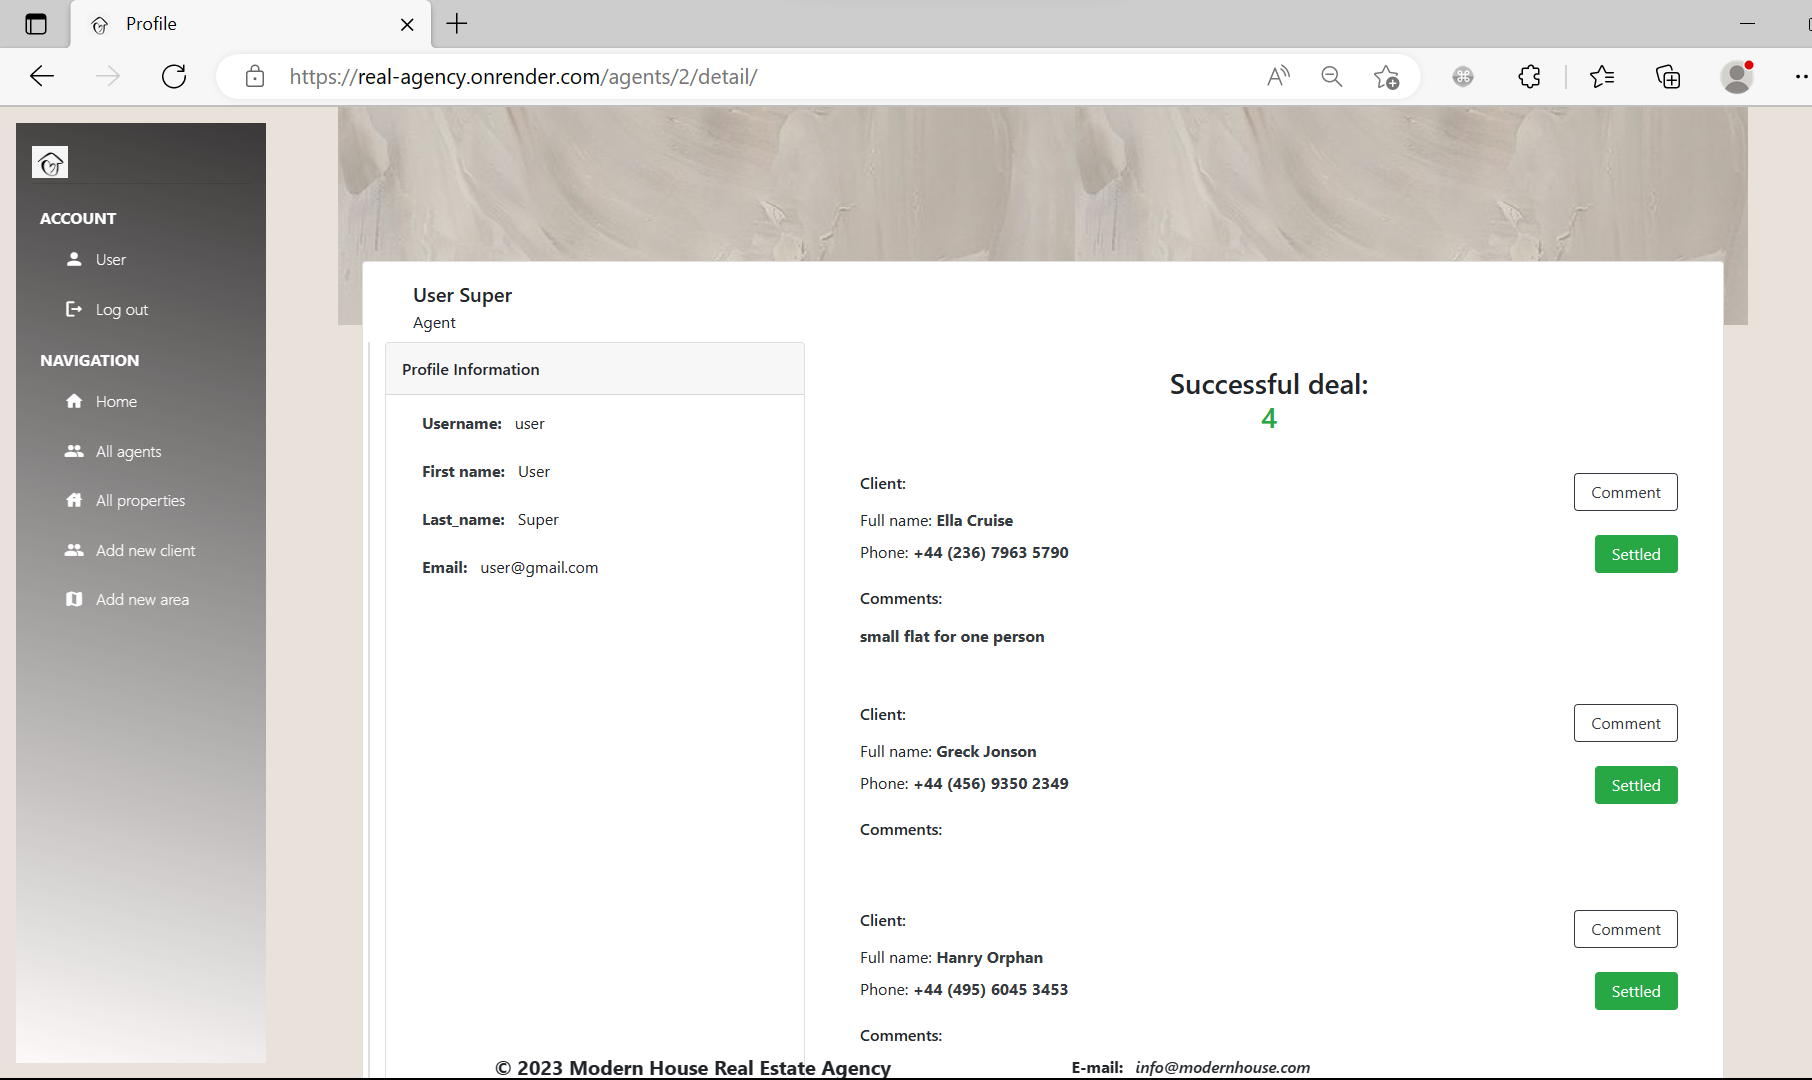 Profile
https://real-agency.onrender.com/agents/2/detail/
ACCOUNT
User
Log out
NAVIGATION
Home
All agents
All properties
Add new client
Add new area
User Super
Agent
Profile Information
Username: user
First name: User
Last_name: Super
Email: user@gmail.com
Successful deal:
4
Client:
Comment
Full name: Ella Cruise
Phone: +44 (236) 7963 5790
Settled
Comments:
small flat for one person
Client:
Comment
Full name: Greck Jonson
Phone: +44 (456) 9350 2349
Settled
Comments:
Client:
Comment
Full name: Hanry Orphan
Phone: +44 (495) 6045 3453
Settled
Comments:
© 2023 Modern House Real Estate Agency
E-mail: info@modernhouse.com